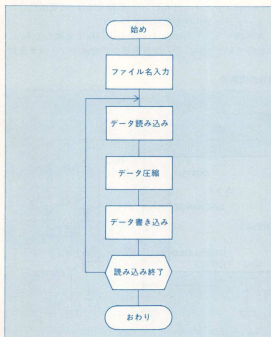 始め
ファイル名入力
データ読み込み
データ圧縮
データ書き込み
読み込み終了
おわり